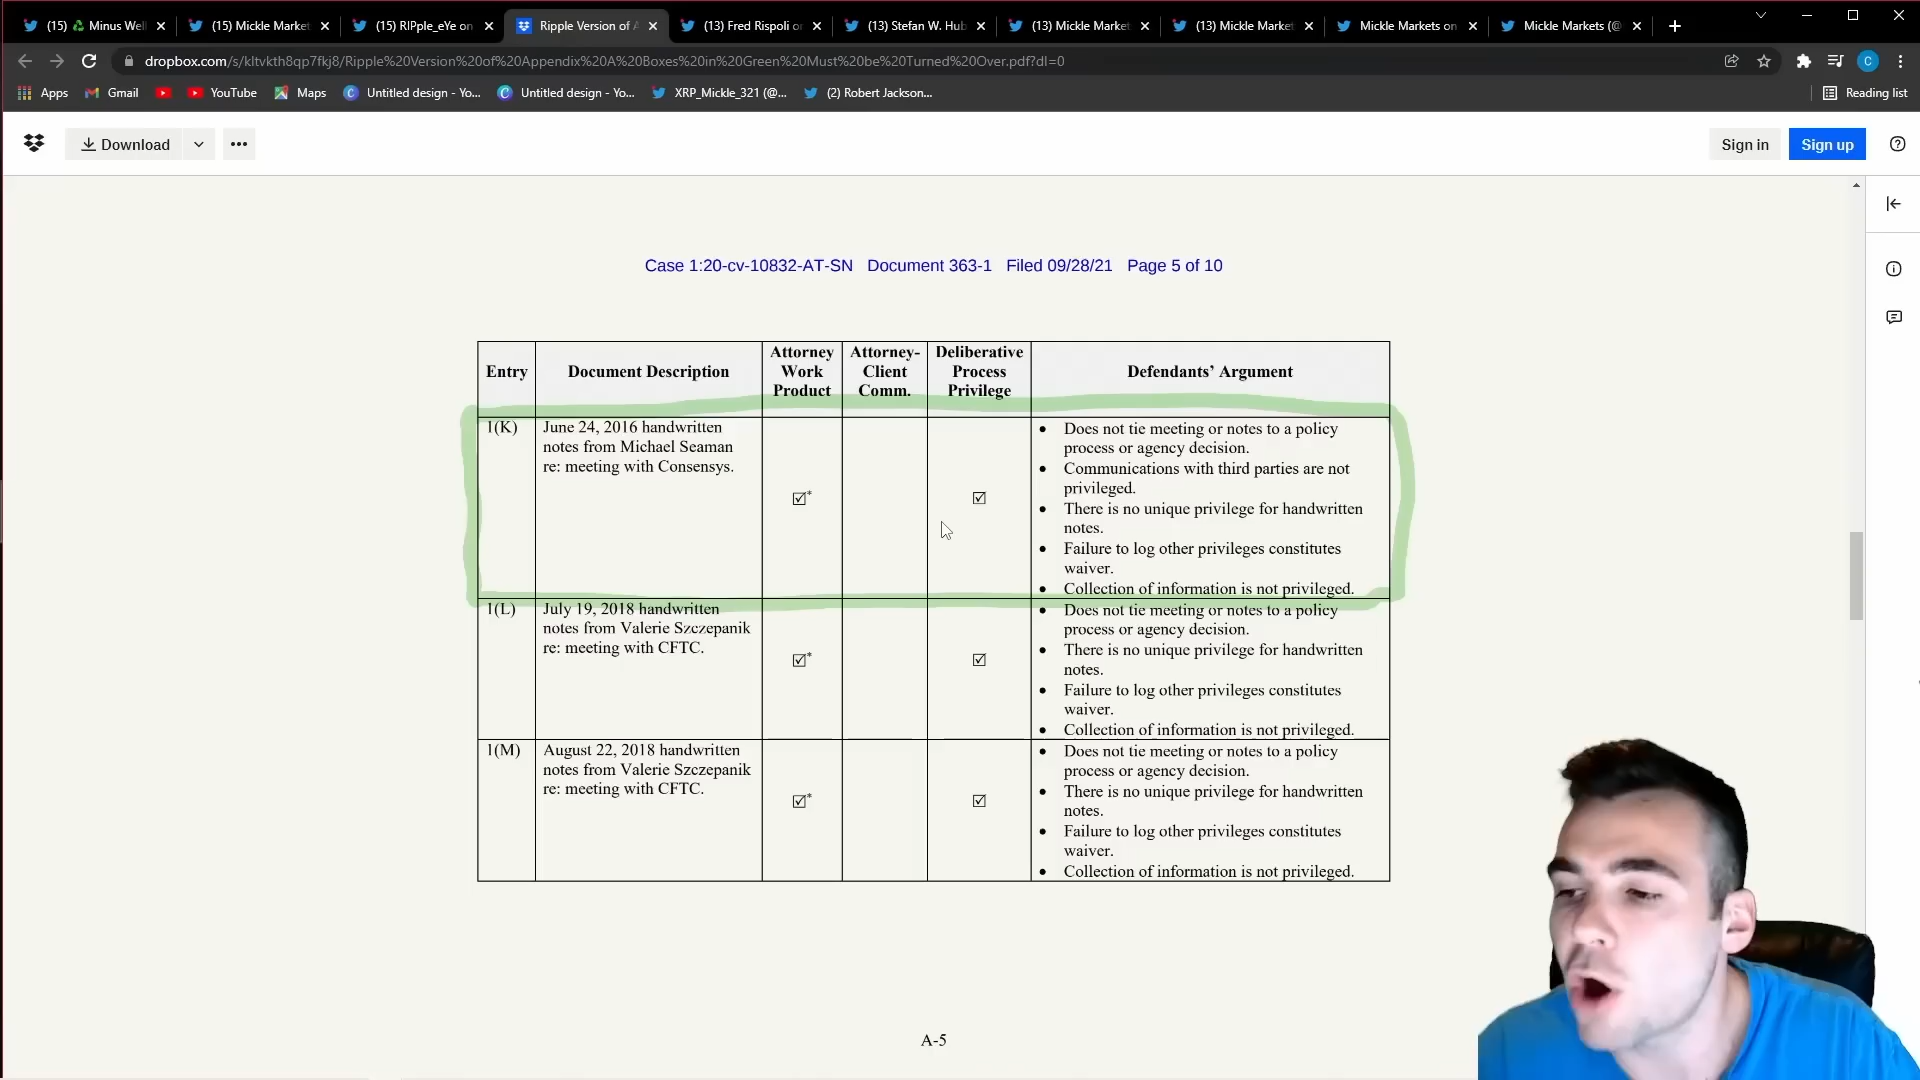 (15) ♻ Minus Wel
(15) Mickle Market
(15) RIPple_eYe on
Ripple Version of A
(13) Fred Rispoli o
(13) Stefan W. Hub
(13) Mickle Market
(13) Mickle Market
Mickle Markets on
Mickle Markets (@
dropbox.com/s/kltvkth8qp7fkj8/Ripple%20Version%20of%20Appendix%20A%20Boxes%20in%20Green%20Must%20be%20Turned%20Over.pdf?dl=0
C
Apps
Gmail
YouTube
Maps
Untitled design - Yo...
Untitled design - Yo...
XRP_Mickle_321 (@...
(2) Robert Jackson...
Reading list
Download
Sign in
Sign up
Case 1:20-cv-10832-AT-SN Document 363-1 Filed 09/28/21 Page 5 of 10
Entry
Document Description
Attorney
Work
Product
Attorney-
Client
Comm.
Deliberative
Process
Privilege
Defendants' Argument
1(K)
June 24, 2016 handwritten
notes from Michael Seaman
re: meeting with Consensys.
☑*
☑
• Does not tie meeting or notes to a policy
process or agency decision.
• Communications with third parties are not
privileged.
• There is no unique privilege for handwritten
notes.
• Failure to log other privileges constitutes
waiver.
• Collection of information is not privileged.
1(L)
July 19, 2018 handwritten
notes from Valerie Szczepanik
re: meeting with CFTC.
☑*
☑
• Does not tie meeting or notes to a policy
process or agency decision.
• There is no unique privilege for handwritten
notes.
• Failure to log other privileges constitutes
waiver.
• Collection of information is not privileged.
1(M)
August 22, 2018 handwritten
notes from Valerie Szczepanik
re: meeting with CFTC.
☑*
☑
• Does not tie meeting or notes to a policy
process or agency decision.
• There is no unique privilege for handwritten
notes.
• Failure to log other privileges constitutes
waiver.
• Collection of information is not privileged.
A-5